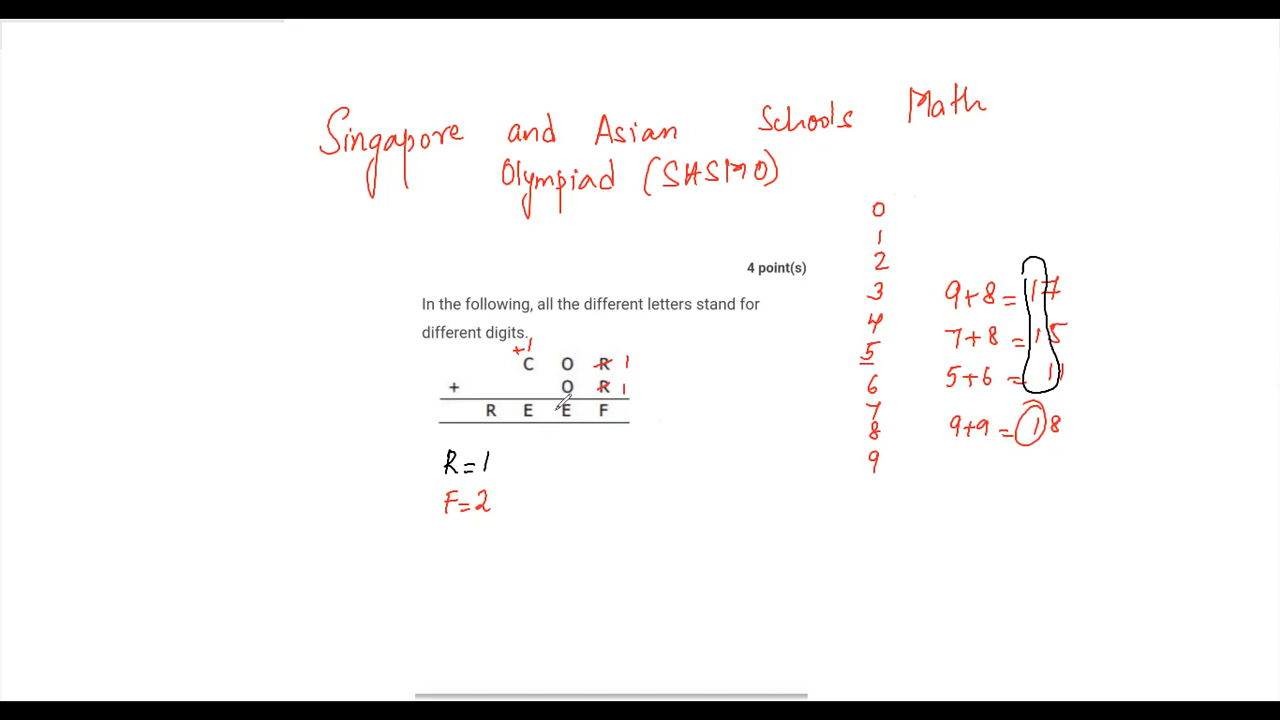 Singapore and Asian Schools Math
Olympiad (SASMO)
4 point(s)
In the following, all the different letters stand for
different digits.
+1
C O R 1
+ O R 1
R E E F
R=1
F=2
0
1
2
3
4
5
6
7
8
9
9+8=17
7+8=15
5+6=11
9+9=18